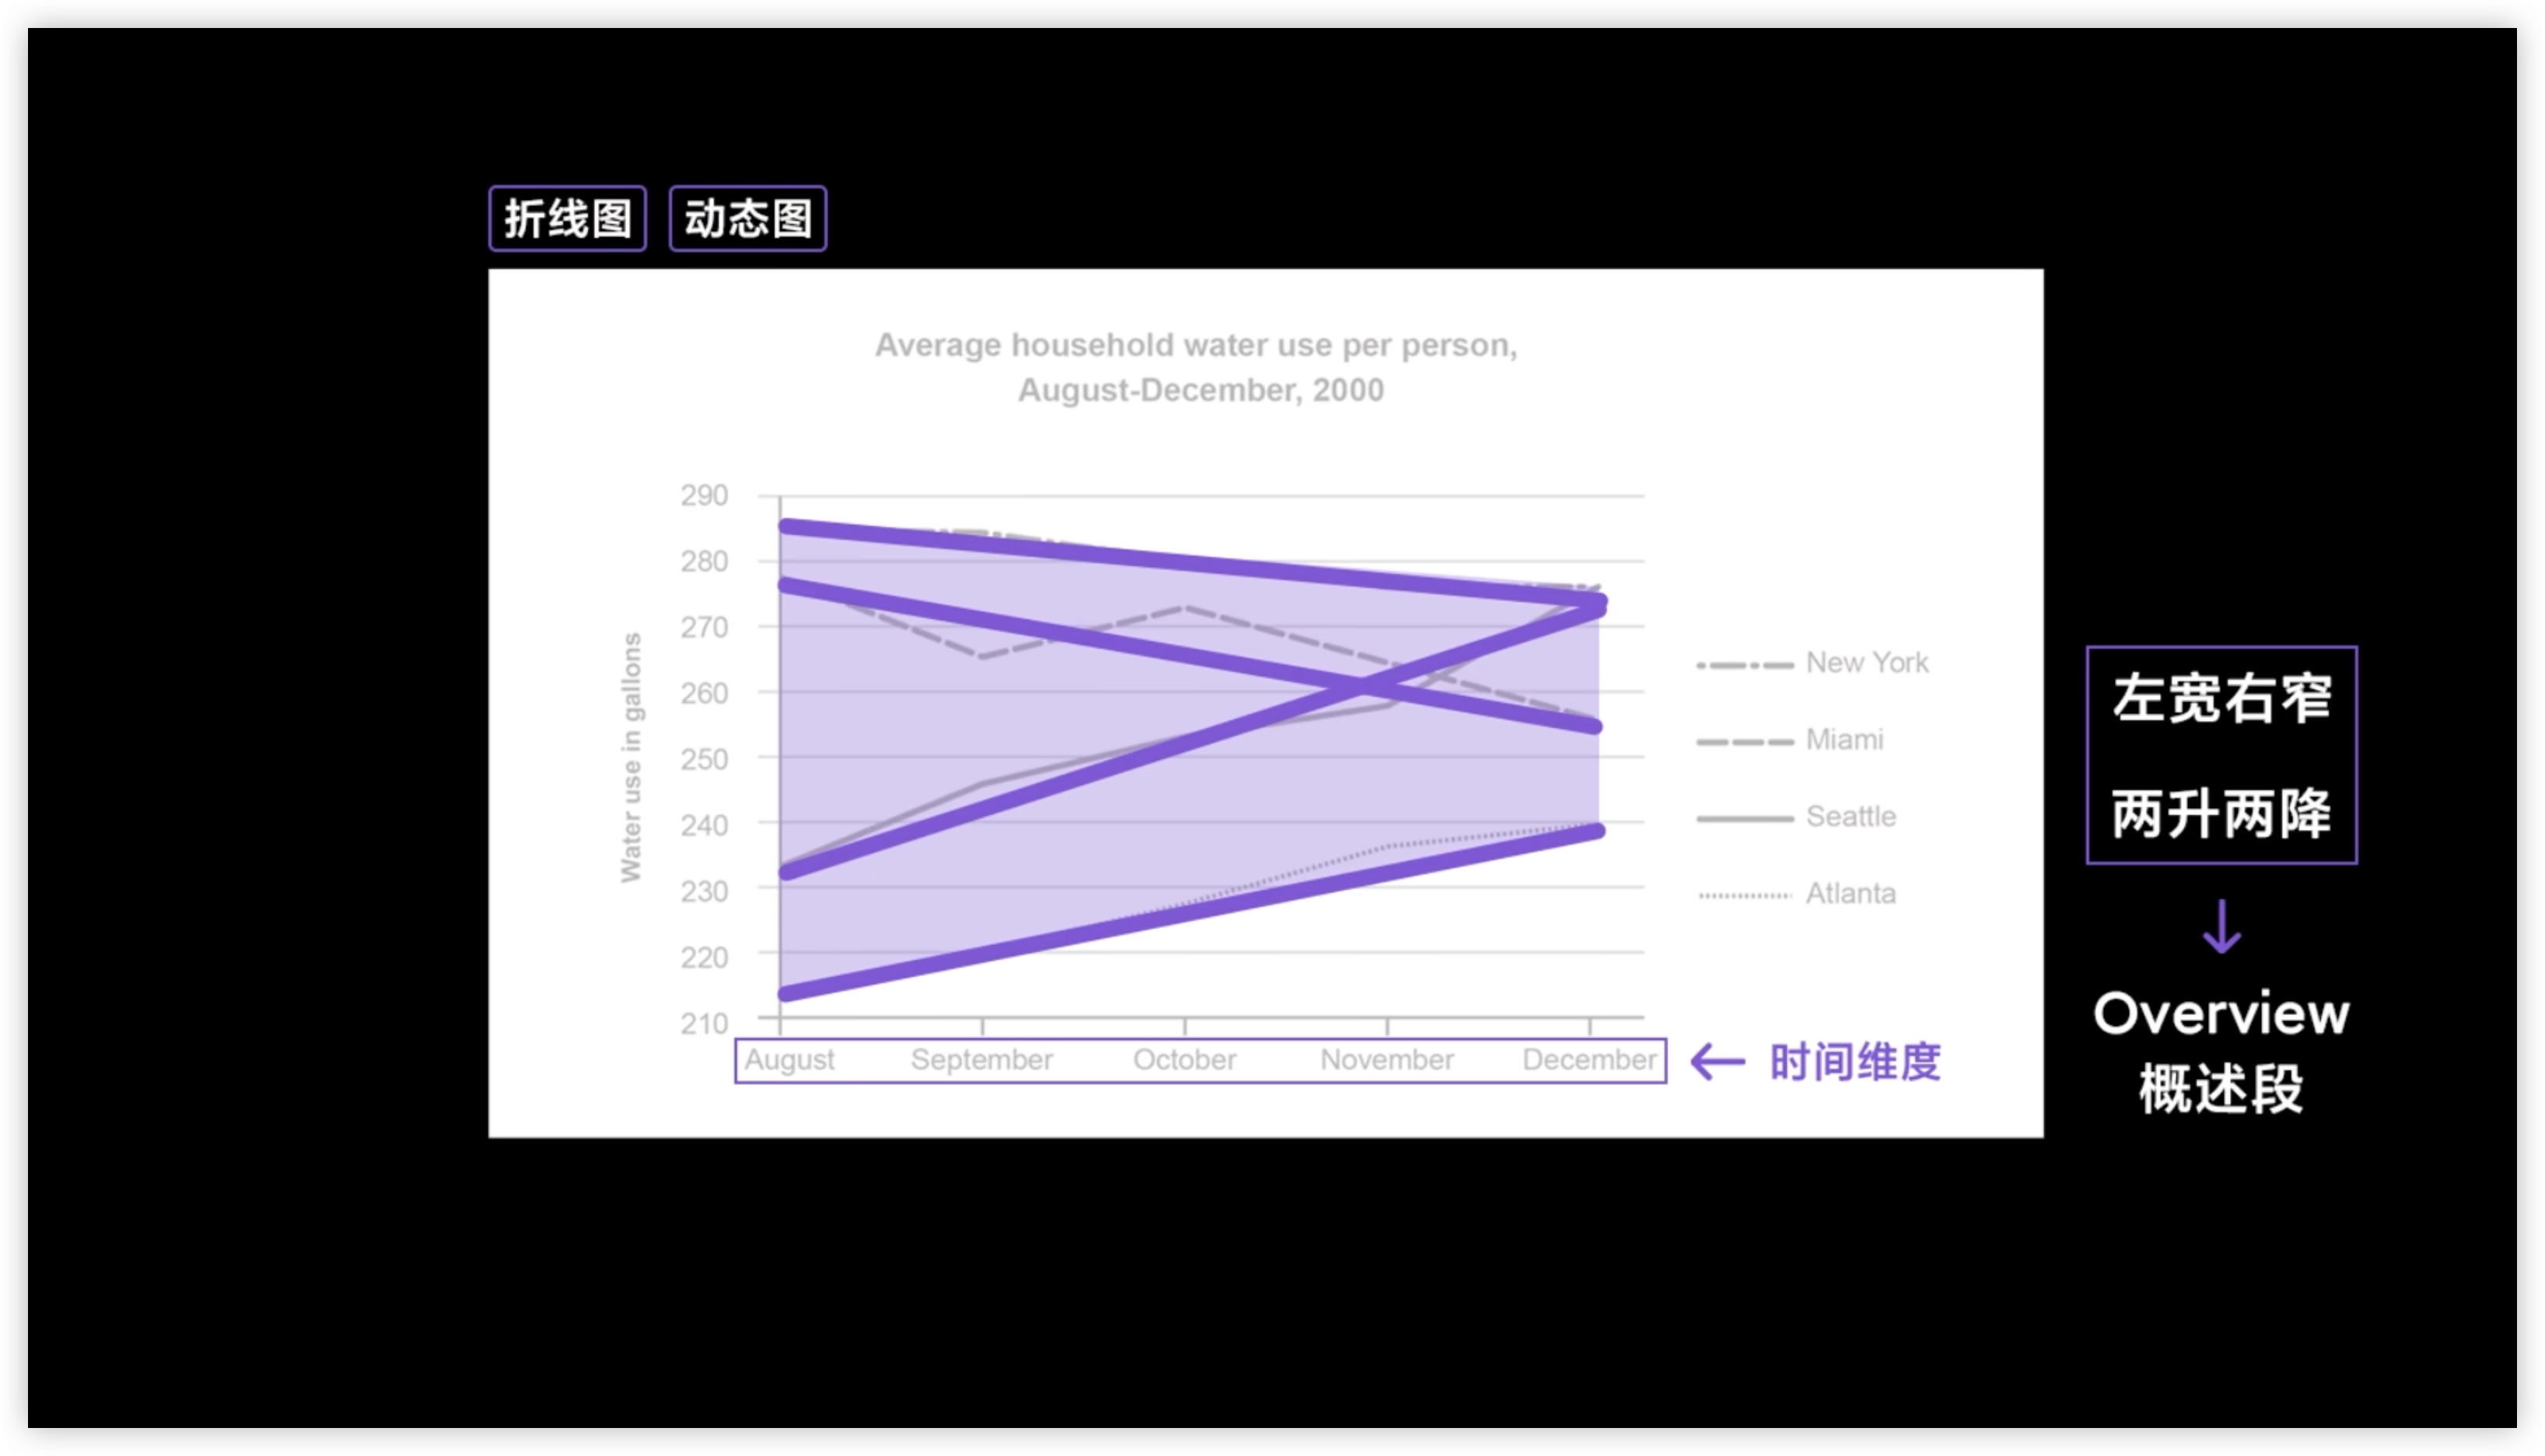 折线图 动态图
Average household water use per person,
August-December, 2000
Water use in gallons
290
280
270
260
250
240
230
220
210
August September October November December
时间维度
New York
Miami
Seattle
Atlanta
左宽右窄
两升两降
Overview
概述段